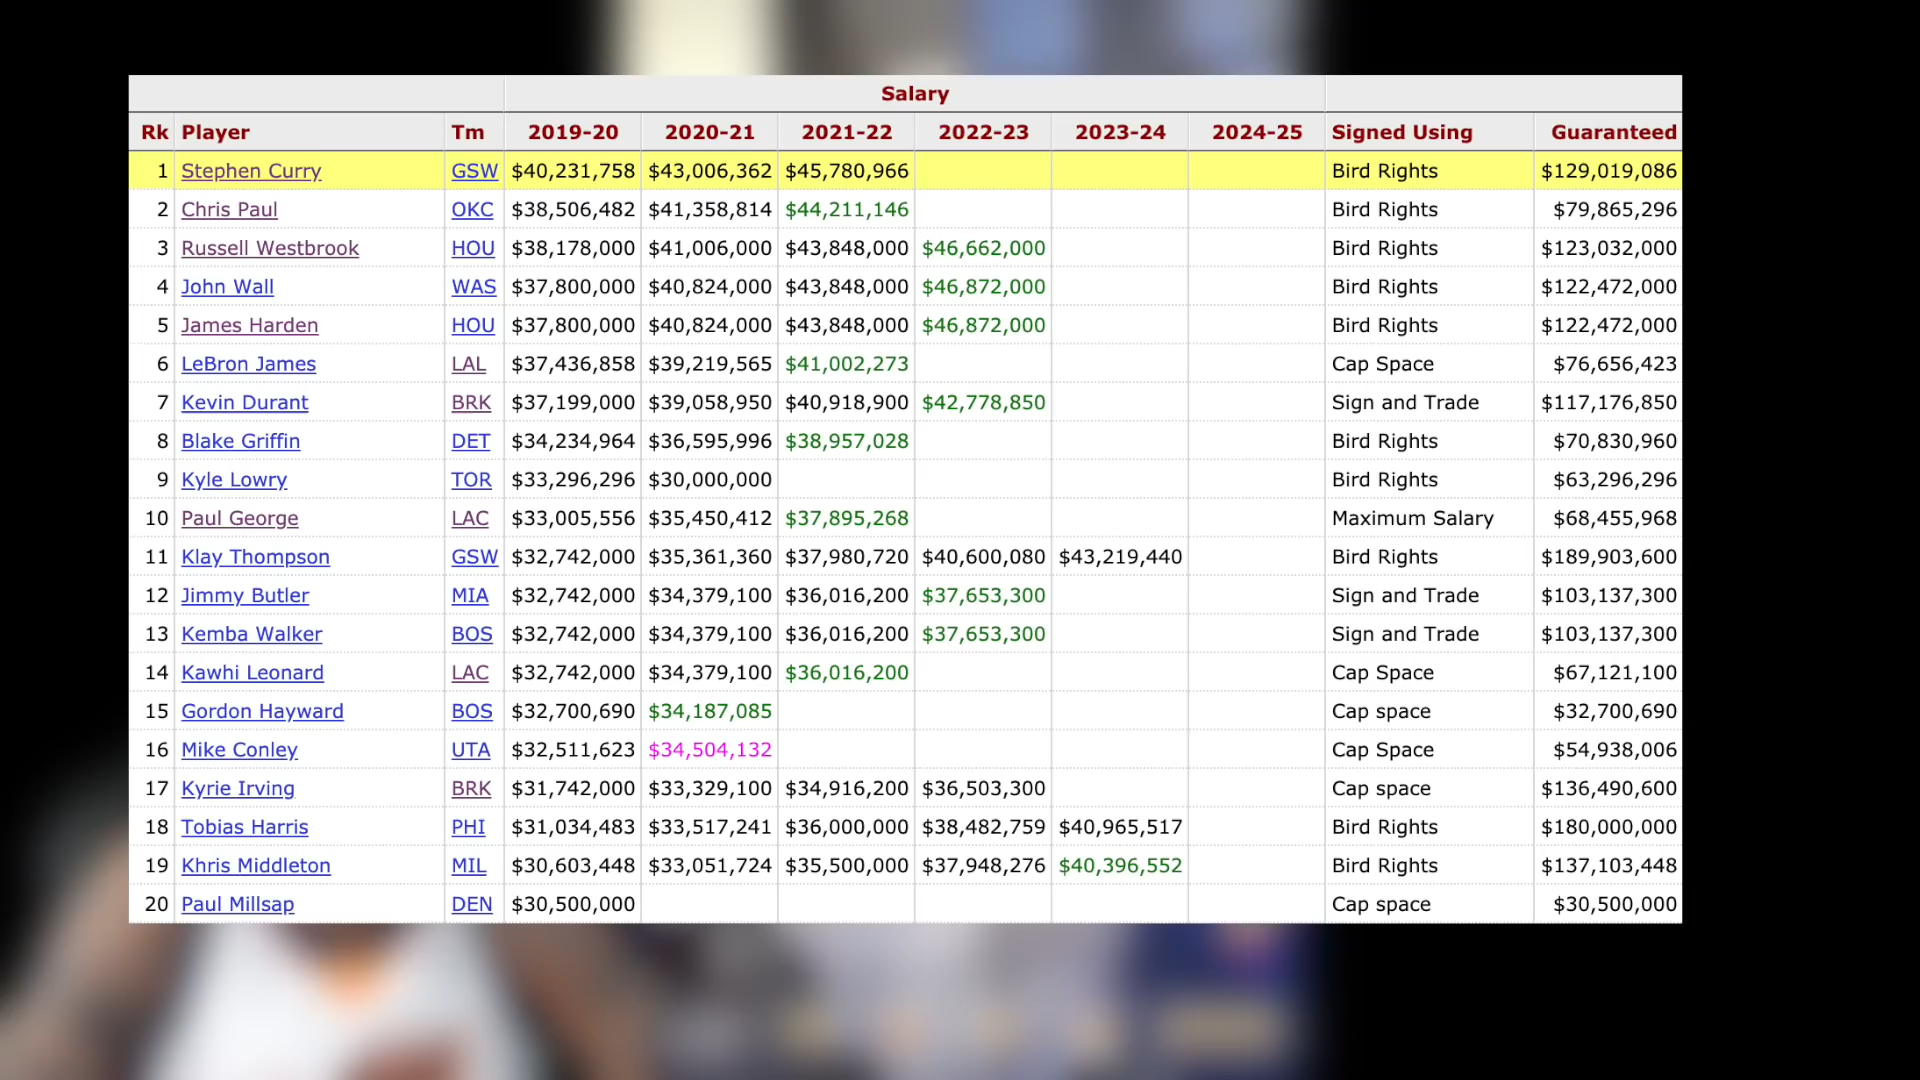 Salary
Rk Player Tm 2019-20 2020-21 2021-22 2022-23 2023-24 2024-25 Signed Using Guaranteed
1 Stephen Curry GSW $40,231,758 $43,006,362 $45,780,966 Bird Rights $129,019,086
2 Chris Paul OKC $38,506,482 $41,358,814 $44,211,146 Bird Rights $79,865,296
3 Russell Westbrook HOU $38,178,000 $41,006,000 $43,848,000 $46,662,000 Bird Rights $123,032,000
4 John Wall WAS $37,800,000 $40,824,000 $43,848,000 $46,872,000 Bird Rights $122,472,000
5 James Harden HOU $37,800,000 $40,824,000 $43,848,000 $46,872,000 Bird Rights $122,472,000
6 LeBron James LAL $37,436,858 $39,219,565 $41,002,273 Cap Space $76,656,423
7 Kevin Durant BRK $37,199,000 $39,058,950 $40,918,900 $42,778,850 Sign and Trade $117,176,850
8 Blake Griffin DET $34,234,964 $36,595,996 $38,957,028 Bird Rights $70,830,960
9 Kyle Lowry TOR $33,296,296 $30,000,000 Bird Rights $63,296,296
10 Paul George LAC $33,005,556 $35,450,412 $37,895,268 Maximum Salary $68,455,968
11 Klay Thompson GSW $32,742,000 $35,361,360 $37,980,720 $40,600,080 $43,219,440 Bird Rights $189,903,600
12 Jimmy Butler MIA $32,742,000 $34,379,100 $36,016,200 $37,653,300 Sign and Trade $103,137,300
13 Kemba Walker BOS $32,742,000 $34,379,100 $36,016,200 $37,653,300 Sign and Trade $103,137,300
14 Kawhi Leonard LAC $32,742,000 $34,379,100 $36,016,200 Cap Space $67,121,100
15 Gordon Hayward BOS $32,700,690 $34,187,085 Cap space $32,700,690
16 Mike Conley UTA $32,511,623 $34,504,132 Cap Space $54,938,006
17 Kyrie Irving BRK $31,742,000 $33,329,100 $34,916,200 $36,503,300 Cap space $136,490,600
18 Tobias Harris PHI $31,034,483 $33,517,241 $36,000,000 $38,482,759 $40,965,517 Bird Rights $180,000,000
19 Khris Middleton MIL $30,603,448 $33,051,724 $35,500,000 $37,948,276 $40,396,552 Bird Rights $137,103,448
20 Paul Millsap DEN $30,500,000 Cap space $30,500,000